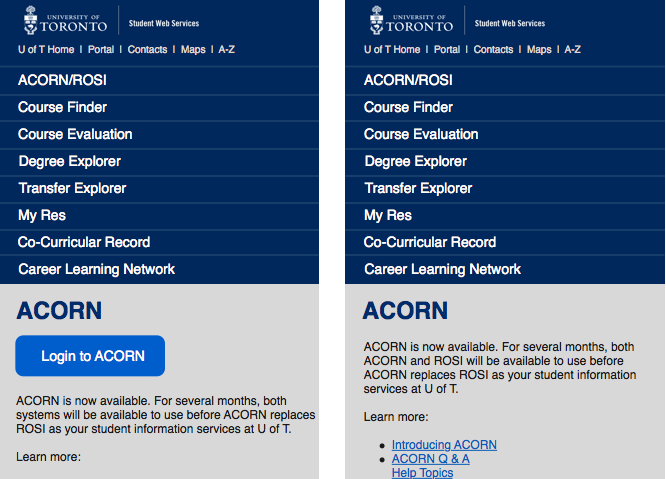 UNIVERSITY OF
TORONTO
Student Web Services
U of T Home | Portal | Contacts | Maps | A-Z
ACORN/ROSI
Course Finder
Course Evaluation
Degree Explorer
Transfer Explorer
My Res
Co-Curricular Record
Career Learning Network
ACORN
Login to ACORN
ACORN is now available. For several months, both
systems will be available to use before ACORN replaces
ROSI as your student information services at U of T.
Learn more:
UNIVERSITY OF
TORONTO
Student Web Services
U of T Home | Portal | Contacts | Maps | A-Z
ACORN/ROSI
Course Finder
Course Evaluation
Degree Explorer
Transfer Explorer
My Res
Co-Curricular Record
Career Learning Network
ACORN
ACORN is now available. For several months, both
ACORN and ROSI will be available to use before
ACORN replaces ROSI as your student information
services at U of T.
Learn more:
• Introducing ACORN
• ACORN Q & A
Help Topics